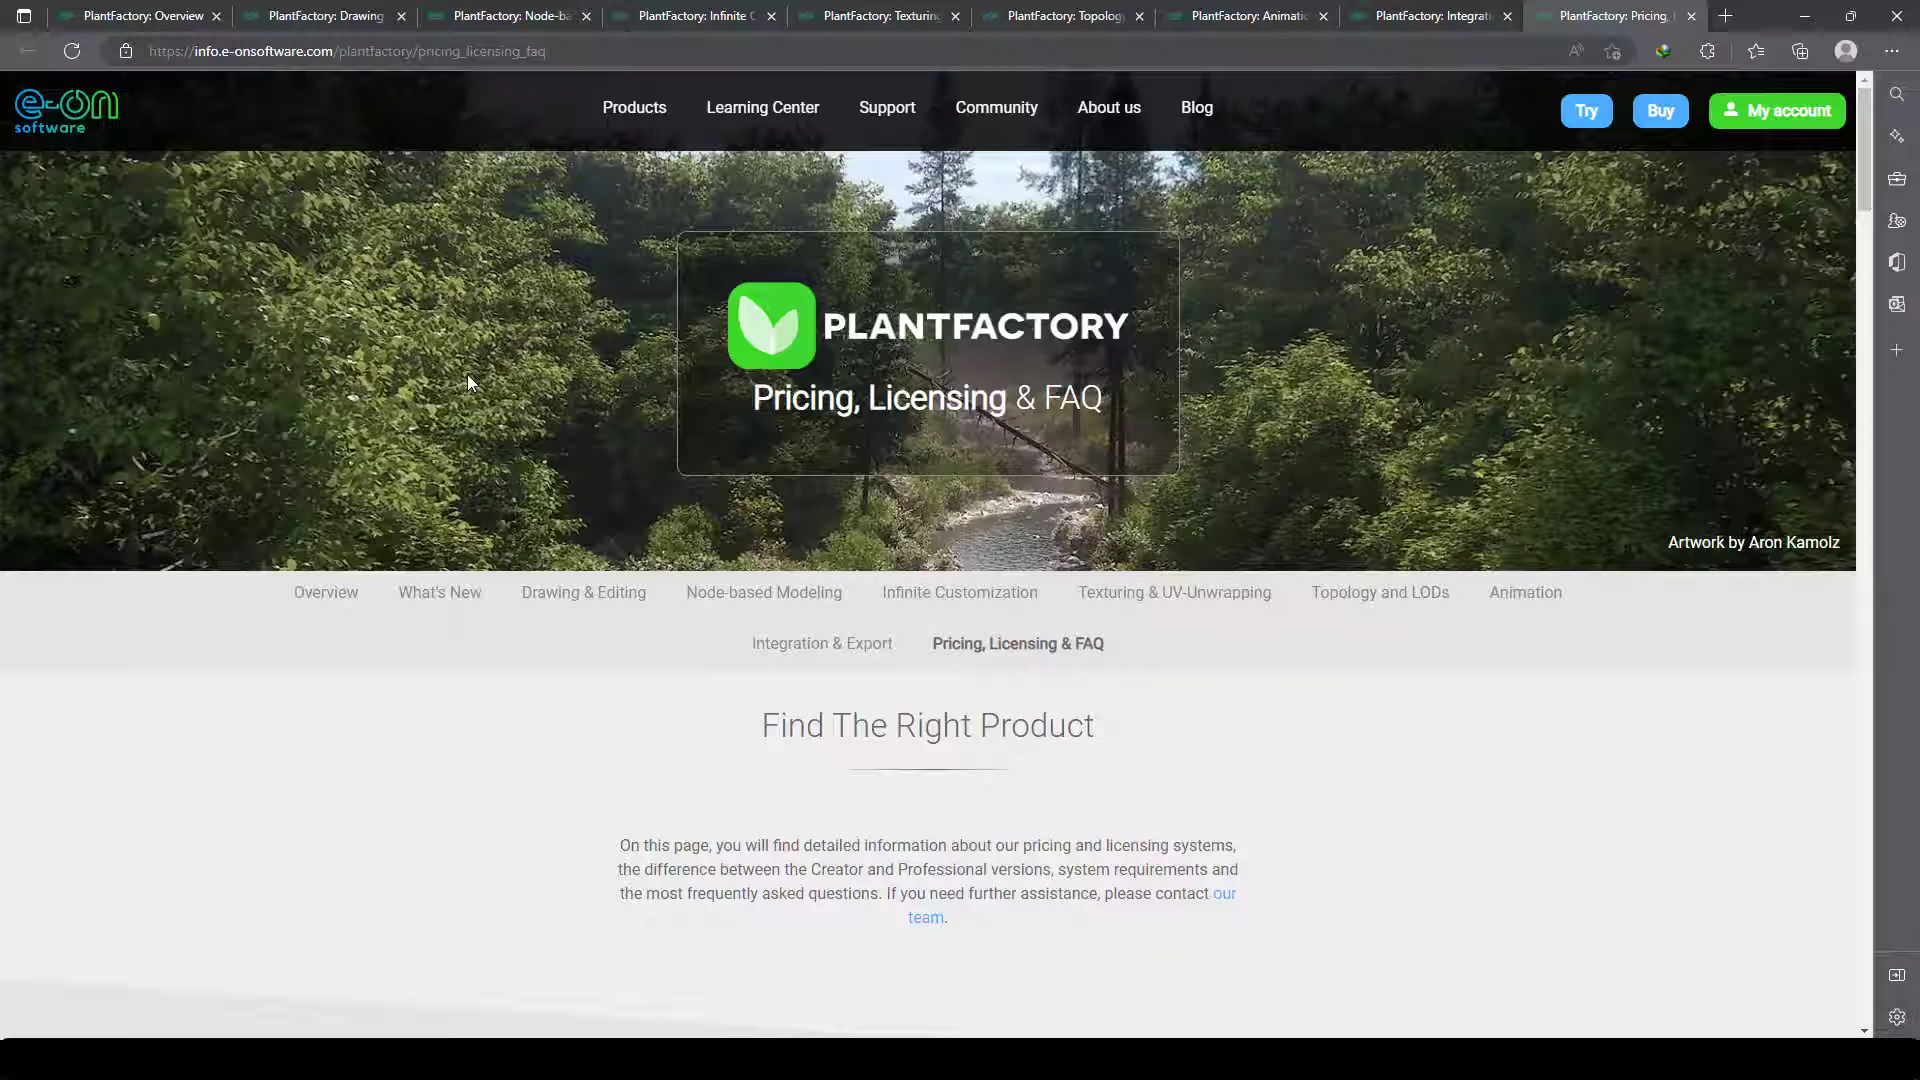 PlantFactory: Overview
PlantFactory: Drawing
PlantFactory: Node-ba
PlantFactory: Infinite C
PlantFactory: Texturing
PlantFactory: Topology
PlantFactory: Animatic
PlantFactory: Integrati
PlantFactory: Pricing,
https://info.e-onsoftware.com/plantfactory/pricing_licensing_faq
e-on
software
Products
Learning Center
Support
Community
About us
Blog
Try
Buy
My account
PLANTFACTORY
Pricing, Licensing & FAQ
Artwork by Aron Kamolz
Overview
What's New
Drawing & Editing
Node-based Modeling
Infinite Customization
Texturing & UV-Unwrapping
Topology and LODs
Animation
Integration & Export
Pricing, Licensing & FAQ
Find The Right Product
On this page, you will find detailed information about our pricing and licensing systems,
the difference between the Creator and Professional versions, system requirements and
the most frequently asked questions. If you need further assistance, please contact our
team.